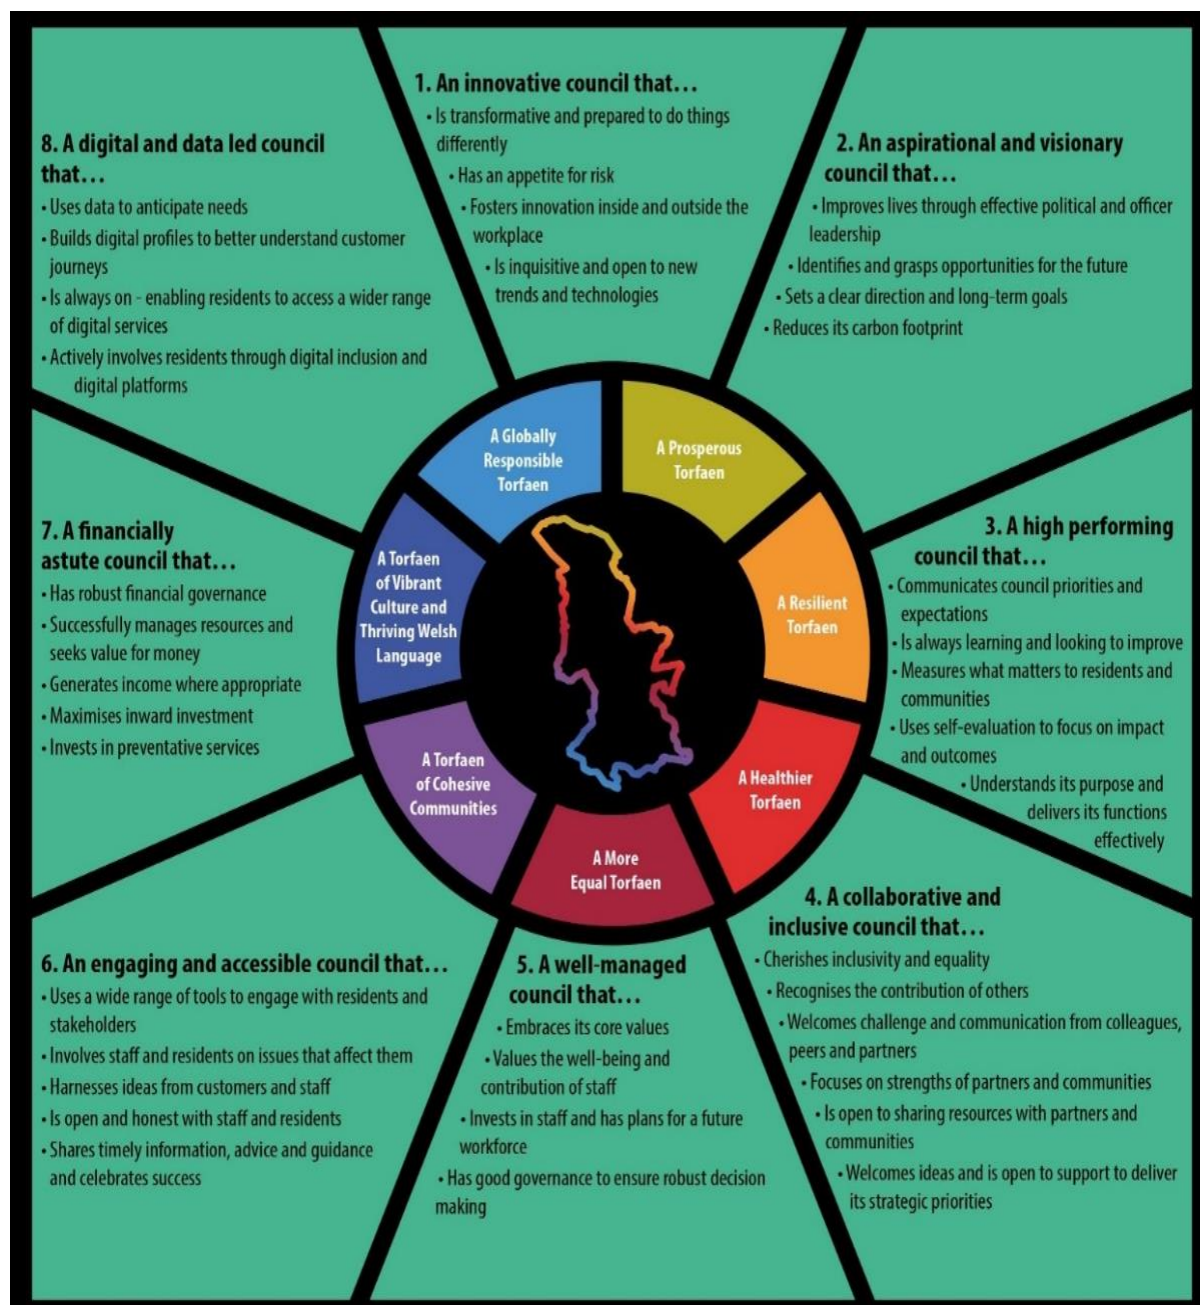 1. An innovative council that...
• Is transformative and prepared to do things
differently
• Has an appetite for risk
• Fosters innovation inside and outside the
workplace
• Is inquisitive and open to new
trends and technologies
2. An aspirational and visionary
council that...
• Improves lives through effective political and officer
leadership
• Identifies and grasps opportunities for the future
• Sets a clear direction and long-term goals
• Reduces its carbon footprint
3. A high performing
council that...
• Communicates council priorities and
expectations
• Is always learning and looking to improve
• Measures what matters to residents and
communities
• Uses self-evaluation to focus on impact
and outcomes
• Understands its purpose and
delivers its functions
effectively
4. A collaborative and
inclusive council that...
• Cherishes inclusivity and equality
• Recognises the contribution of others
• Welcomes challenge and communication from colleagues,
peers and partners
• Focuses on strengths of partners and communities
• Is open to sharing resources with partners and
communities
• Welcomes ideas and is open to support to deliver
its strategic priorities
5. A well-managed
council that...
• Embraces its core values
• Values the well-being and
contribution of staff
• Invests in staff and has plans for a future
workforce
• Has good governance to ensure robust decision
making
6. An engaging and accessible council that...
• Uses a wide range of tools to engage with residents and
stakeholders
• Involves staff and residents on issues that affect them
• Harnesses ideas from customers and staff
• Is open and honest with staff and residents
• Shares timely information, advice and guidance
and celebrates success
7. A financially
astute council that...
• Has robust financial governance
• Successfully manages resources and
seeks value for money
• Generates income where appropriate
• Maximises inward investment
• Invests in preventative services
8. A digital and data led council
that...
• Uses data to anticipate needs
• Builds digital profiles to better understand customer
journeys
• Is always on - enabling residents to access a wider range
of digital services
• Actively involves residents through digital inclusion and
digital platforms
A Prosperous
Torfaen
A Resilient
Torfaen
A Healthier
Torfaen
A More
Equal Torfaen
A Torfaen
of Cohesive
Communities
A Torfaen
of Vibrant
Culture and
Thriving Welsh
Language
A Globally
Responsible
Torfaen